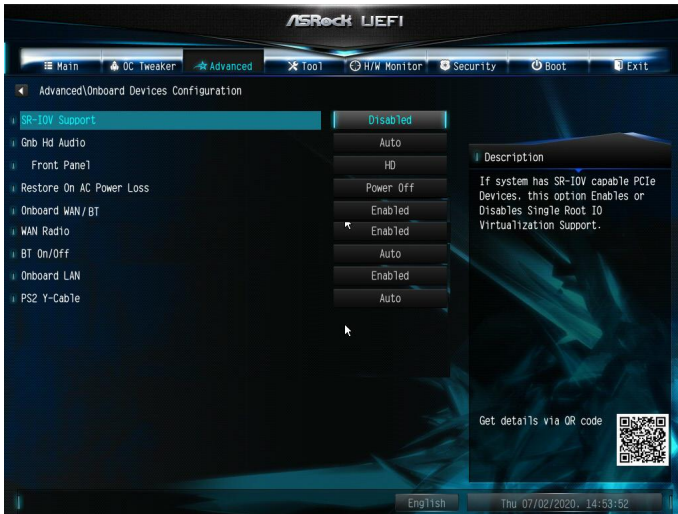 ASRock UEFI
Main OC Tweaker Advanced Tool H/W Monitor Security Boot Exit
Advanced\Onboard Devices Configuration
SR-IOV Support Disabled
Gnb Hd Audio Auto
Front Panel HD
Restore On AC Power Loss Power Off
Onboard WAN/BT Enabled
WAN Radio Enabled
BT On/Off Auto
Onboard LAN Enabled
PS2 Y-Cable Auto
Description
If system has SR-IOV capable PCIe
Devices, this option Enables or
Disables Single Root IO
Virtualization Support.
Get details via QR code
English Thu 07/02/2020. 14:53:52